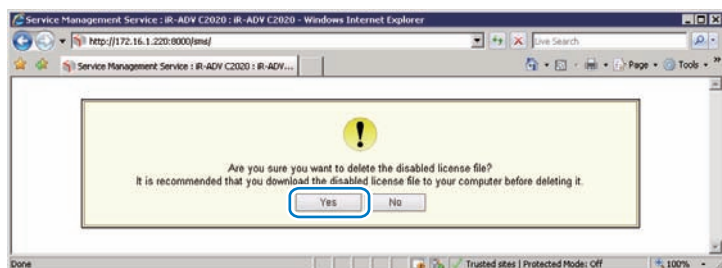 Service Management Service : iR-ADV C2020 : iR-ADV C2020 - Windows Internet Explorer
http://172.16.1.220:8000/sms/
Live Search
Service Management Service : iR-ADV C2020 : iR-ADV...
Page
Tools
Are you sure you want to delete the disabled license file?
It is recommended that you download the disabled license file to your computer before deleting it.
Yes
No
Done
Trusted sites | Protected Mode: Off
100%